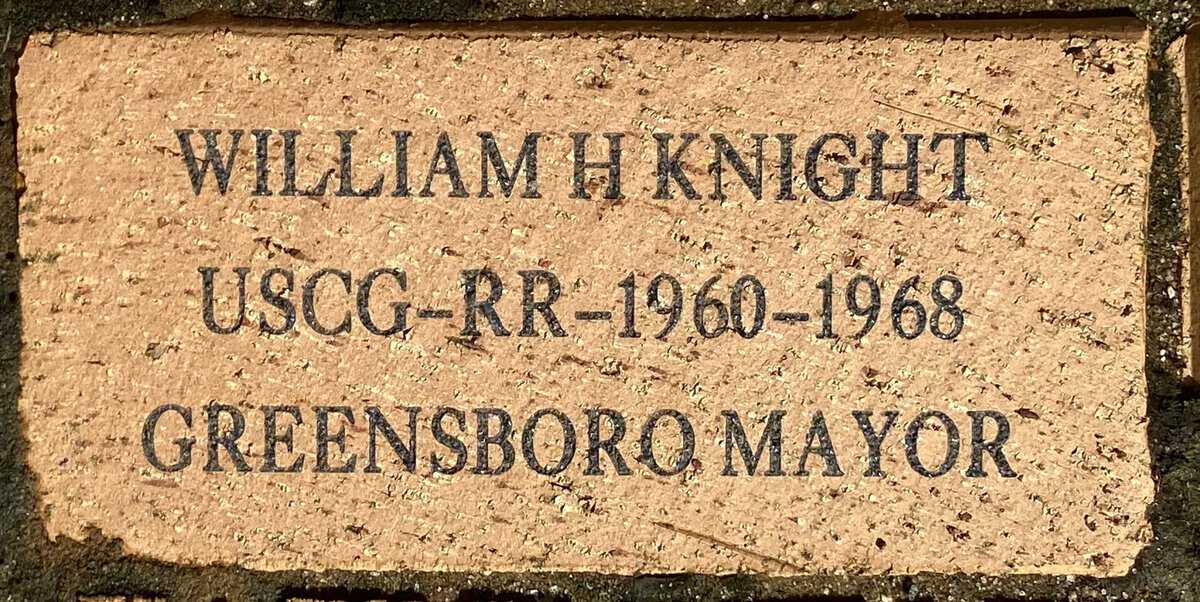 WILLIAM H KNIGHT
USCG-RR-1960-1968
GREENSBORO MAYOR